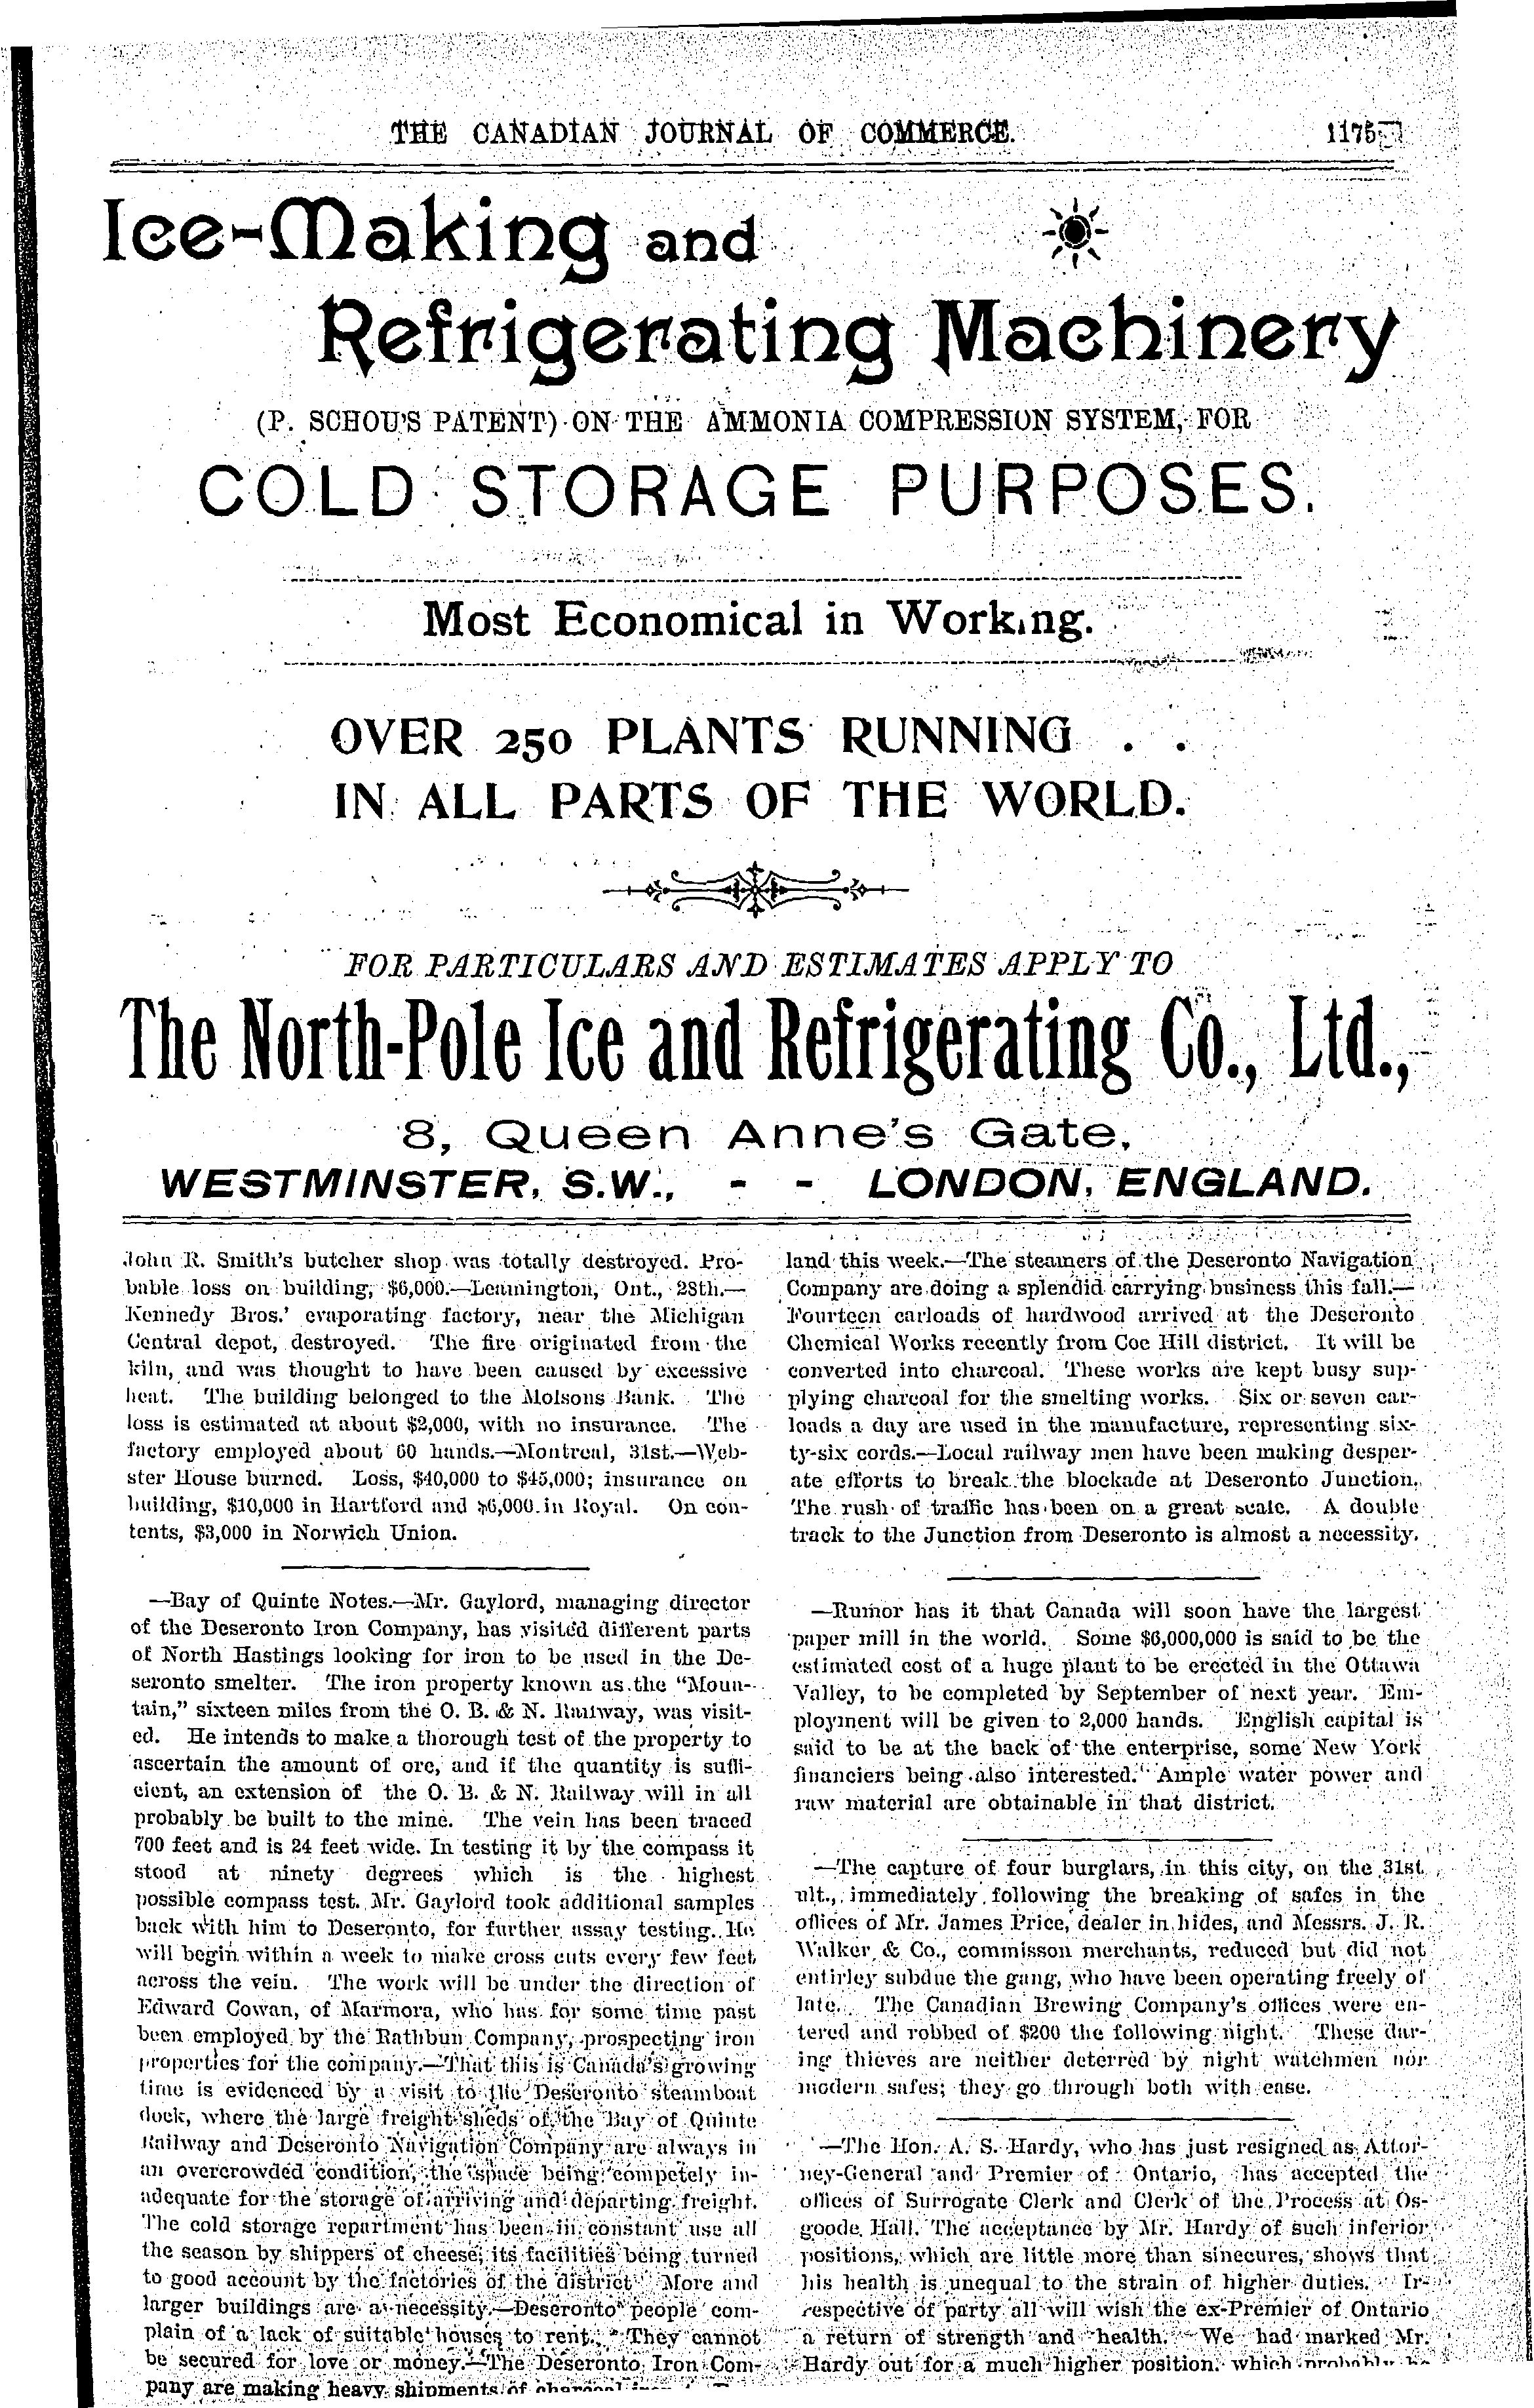 THE CANADIAN JOURNAL OF COMMERCE. 1175
Ice-Making and
Refrigerating Machinery
(P. SCHOU'S PATENT) ON THE AMMONIA COMPRESSION SYSTEM, FOR
COLD STORAGE PURPOSES.
Most Economical in Working.
OVER 250 PLANTS RUNNING . .
IN ALL PARTS OF THE WORLD.
FOR PARTICULARS AND ESTIMATES APPLY TO
The North-Pole Ice and Refrigerating Co., Ltd.,
8, Queen Anne's Gate,
WESTMINSTER, S.W., - - LONDON, ENGLAND.
John R. Smith's butcher shop was totally destroyed. Pro-
bable loss on building, $6,000.—Leamington, Ont., 28th.—
Kennedy Bros.' evaporating factory, near the Michigan
Central depot, destroyed. The fire originated from the
kiln, and was thought to have been caused by excessive
heat. The building belonged to the Molsons Bank. The
loss is estimated at about $2,000, with no insurance. The
factory employed about 60 hands.—Montreal, 31st.—Web-
ster House burned. Loss, $40,000 to $45,000; insurance on
building, $10,000 in Hartford and $6,000 in Royal. On con-
tents, $3,000 in Norwich Union.
—Bay of Quinte Notes.—Mr. Gaylord, managing director
of the Deseronto Iron Company, has visited different parts
of North Hastings looking for iron to be used in the De-
seronto smelter. The iron property known as the "Moun-
tain," sixteen miles from the O. B. & N. Railway, was visit-
ed. He intends to make a thorough test of the property to
ascertain the amount of ore, and if the quantity is suffi-
cient, an extension of the O. B. & N. Railway will in all
probably be built to the mine. The vein has been traced
700 feet and is 24 feet wide. In testing it by the compass it
stood at ninety degrees which is the highest
possible compass test. Mr. Gaylord took additional samples
back with him to Deseronto, for further assay testing. He
will begin within a week to make cross cuts every few feet
across the vein. The work will be under the direction of
Edward Cowan, of Marmora, who has for some time past
been employed by the Rathbun Company, prospecting iron
properties for the company.—That this is Canada's growing
time is evidenced by a visit to the Deseronto steamboat
dock, where the large freight sheds of the Bay of Quinte
Railway and Deseronto Navigation Company are always in
an overcrowded condition, the space being competely in-
adequate for the storage of arriving and departing freight.
The cold storage repartment has been in constant use all
the season by shippers of cheese, its facilities being turned
to good account by the factories of the district. More and
larger buildings are a necessity.—Deseronto people com-
plain of a lack of suitable houses to rent. They cannot
be secured for love or money.—The Deseronto Iron Com-
pany are making heavy shipments of charcoal
land this week.—The steamers of the Deseronto Navigation
Company are doing a splendid carrying business this fall.—
Fourteen carloads of hardwood arrived at the Deseronto
Chemical Works recently from Coe Hill district. It will be
converted into charcoal. These works are kept busy sup-
plying charcoal for the smelting works. Six or seven car-
loads a day are used in the manufacture, representing six-
ty-six cords.—Local railway men have been making desper-
ate efforts to break the blockade at Deseronto Junction.
The rush of traffic has been on a great scale. A double
track to the Junction from Deseronto is almost a necessity.
—Rumor has it that Canada will soon have the largest
paper mill in the world. Some $6,000,000 is said to be the
estimated cost of a huge plant to be erected in the Ottawa
Valley, to be completed by September of next year. Em-
ployment will be given to 2,000 hands. English capital is
said to be at the back of the enterprise, some New York
financiers being also interested. Ample water power and
raw material are obtainable in that district.
—The capture of four burglars, in this city, on the 31st
ult., immediately following the breaking of safes in the
offices of Mr. James Price, dealer in hides, and Messrs. J. R.
Walker & Co., commisson merchants, reduced but did not
entirley subdue the gang, who have been operating freely of
late. The Canadian Brewing Company's offices were en-
tered and robbed of $200 the following night. These dar-
ing thieves are neither deterred by night watchmen nor
modern safes; they go through both with ease.
—The Hon. A. S. Hardy, who has just resigned as Attor-
ney-General and Premier of Ontario, has accepted the
offices of Surrogate Clerk and Clerk of the Process at Os-
goode Hall. The acceptance by Mr. Hardy of such inferior
positions, which are little more than sinecures, shows that
his health is unequal to the strain of higher duties. Ir-
respective of party all will wish the ex-Premier of Ontario
a return of strength and health. We had marked Mr.
Hardy out for a much higher position, which probably